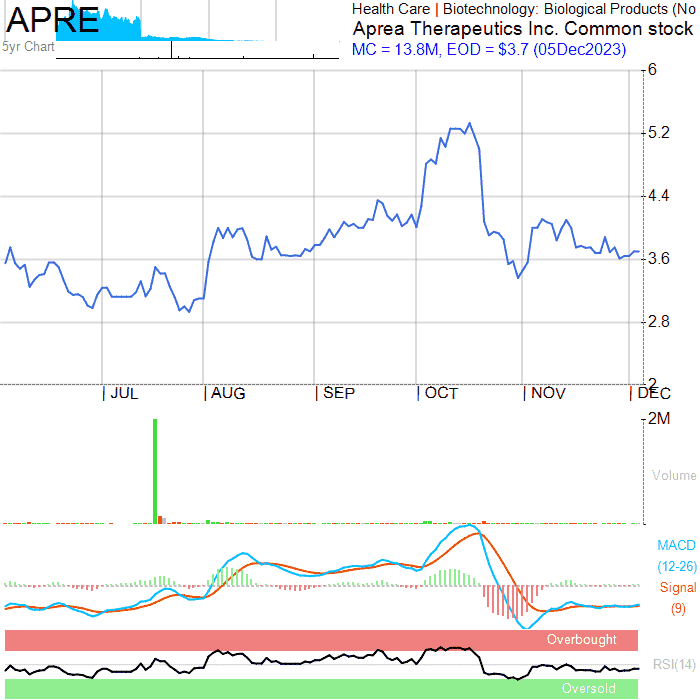 APRE
Health Care | Biotechnology: Biological Products (No
Aprea Therapeutics Inc. Common stock
5yr Chart
MC = 13.8M, EOD = $3.7 (05Dec2023)
6
5.2
4.4
3.6
2.8
2
JUL
AUG
SEP
OCT
NOV
DEC
2M
Volume
MACD
(12-26)
Signal
(9)
Overbought
RSI(14)
Oversold